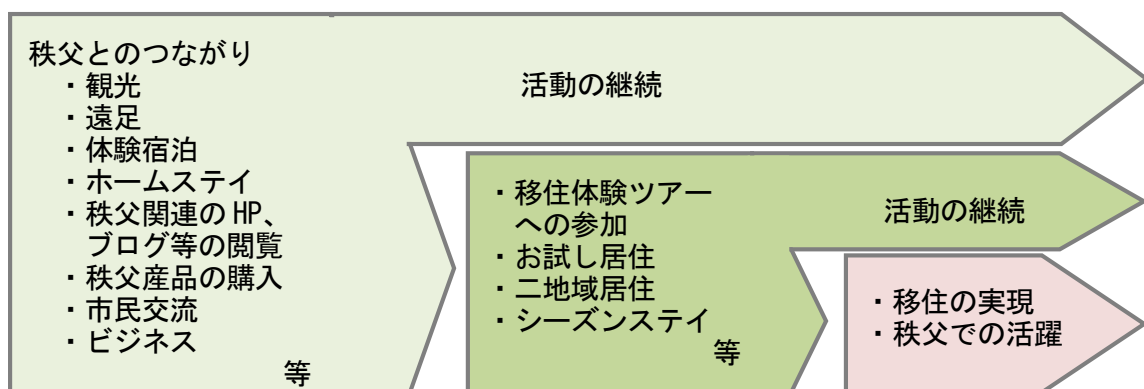 秩父とのつながり
・観光
・遠足
・体験宿泊
・ホームステイ
・秩父関連の HP、
ブログ等の閲覧
・秩父産品の購入
・市民交流
・ビジネス
等
活動の継続
・移住体験ツアー
への参加
・お試し居住
・二地域居住
・シーズンステイ
等
活動の継続
・移住の実現
・秩父での活躍